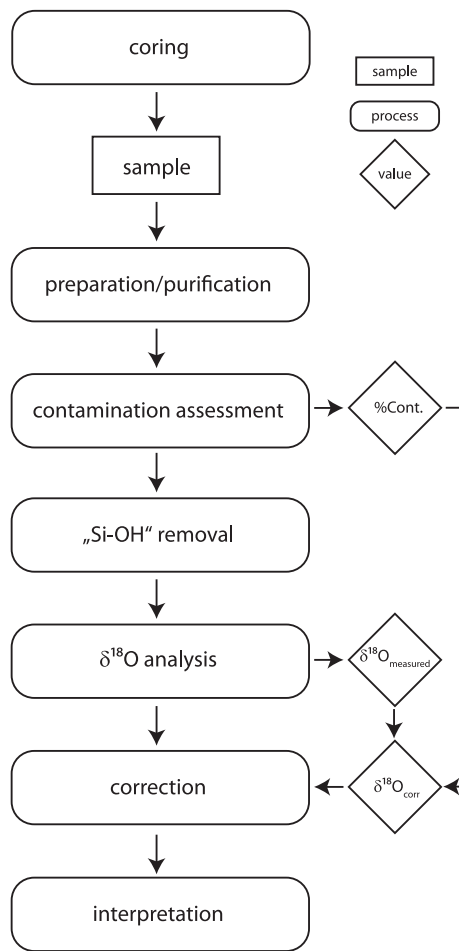 coring
sample
sample
process
value
preparation/purification
contamination assessment
%Cont.
„Si-OH“ removal
δ¹⁸O analysis
δ¹⁸Omeasured
correction
δ¹⁸Ocorr
interpretation